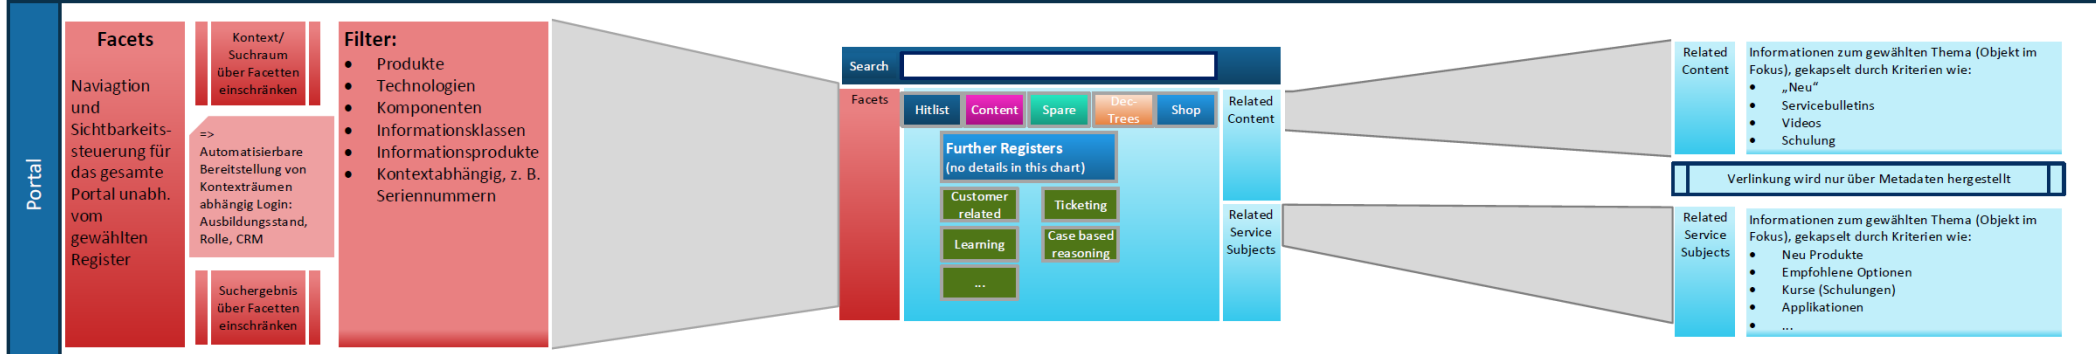 Portal
Facets
Naviagtion
und
Sichtbarkeits-
steuerung für
das gesamte
Portal unabh.
vom
gewählten
Register
Kontext/
Suchraum
über Facetten
einschränken
=>
Automatisierbare
Bereitstellung von
Kontexträumen
abhängig Login:
Ausbildungsstand,
Rolle, CRM
Suchergebnis
über Facetten
einschränken
Filter:
• Produkte
• Technologien
• Komponenten
• Informationsklassen
• Informationsprodukte
• Kontextabhängig, z. B.
Seriennummern
Search
Facets
Hitlist
Content
Spare
Dec-
Trees
Shop
Further Registers
(no details in this chart)
Customer
related
Ticketing
Learning
Case based
reasoning
...
Related
Content
Related
Service
Subjects
Related
Content
Informationen zum gewählten Thema (Objekt im
Fokus), gekapselt durch Kriterien wie:
• „Neu“
• Servicebulletins
• Videos
• Schulung
Verlinkung wird nur über Metadaten hergestellt
Related
Service
Subjects
Informationen zum gewählten Thema (Objekt im
Fokus), gekapselt durch Kriterien wie:
• Neu Produkte
• Empfohlene Optionen
• Kurse (Schulungen)
• Applikationen
• ...